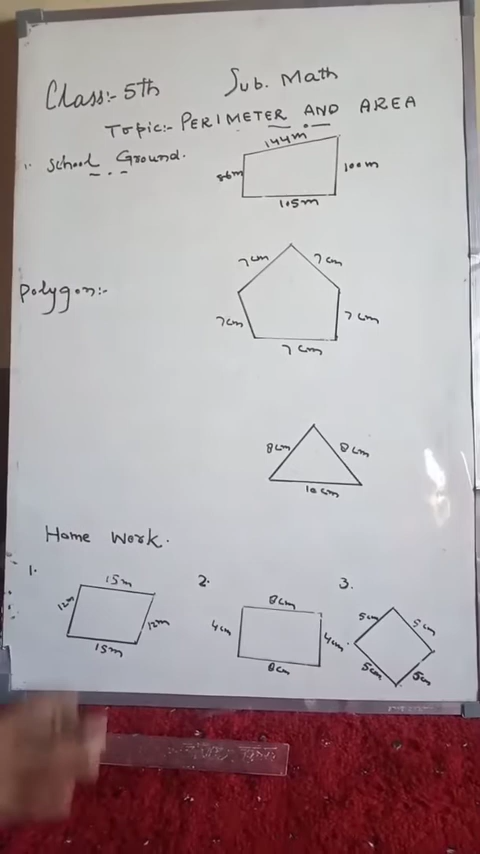 Class:- 5th Sub. Math
Topic:- PERIMETER AND AREA
1. School Ground.
144m
86m
100m
105m
Polygon:-
7cm 7cm
7cm 7cm
7cm
8cm 8cm
10cm
Home Work.
1. 2. 3.
15m
12m 12m
15m
8cm
4cm 4cm
8cm
5cm 5cm
5cm 5cm